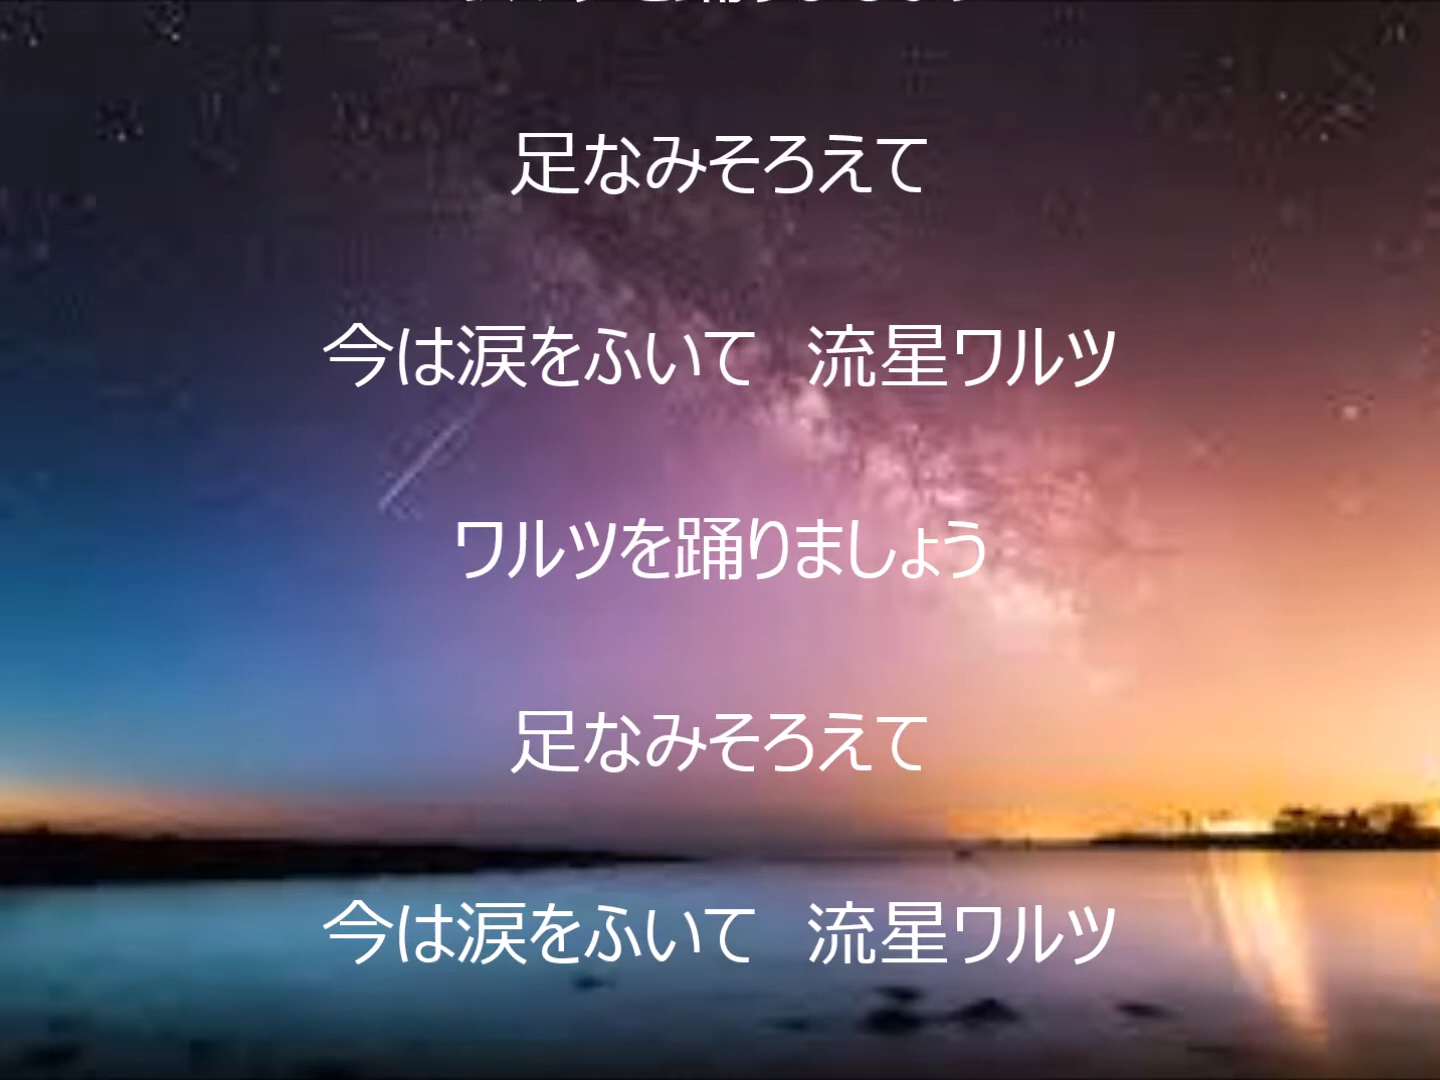 足なみそろえて
今は涙をふいて　流星ワルツ
ワルツを踊りましょう
足なみそろえて
今は涙をふいて　流星ワルツ